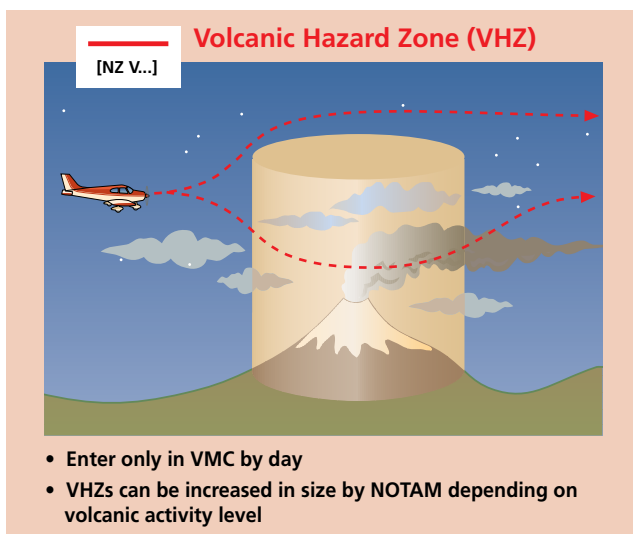 Volcanic Hazard Zone (VHZ)
[NZ V...]
• Enter only in VMC by day
• VHZs can be increased in size by NOTAM depending on
volcanic activity level